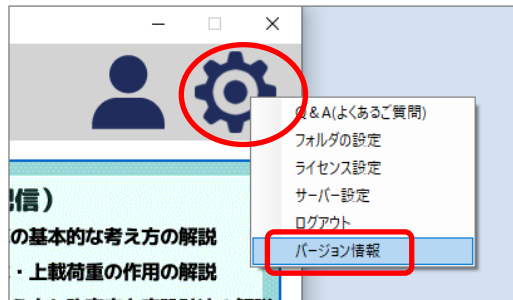 Q&A(よくあるご質問)
フォルダの設定
ライセンス設定
サーバー設定
ログアウト
バージョン情報
信）
の基本的な考え方の解説
・上載荷重の作用の解説